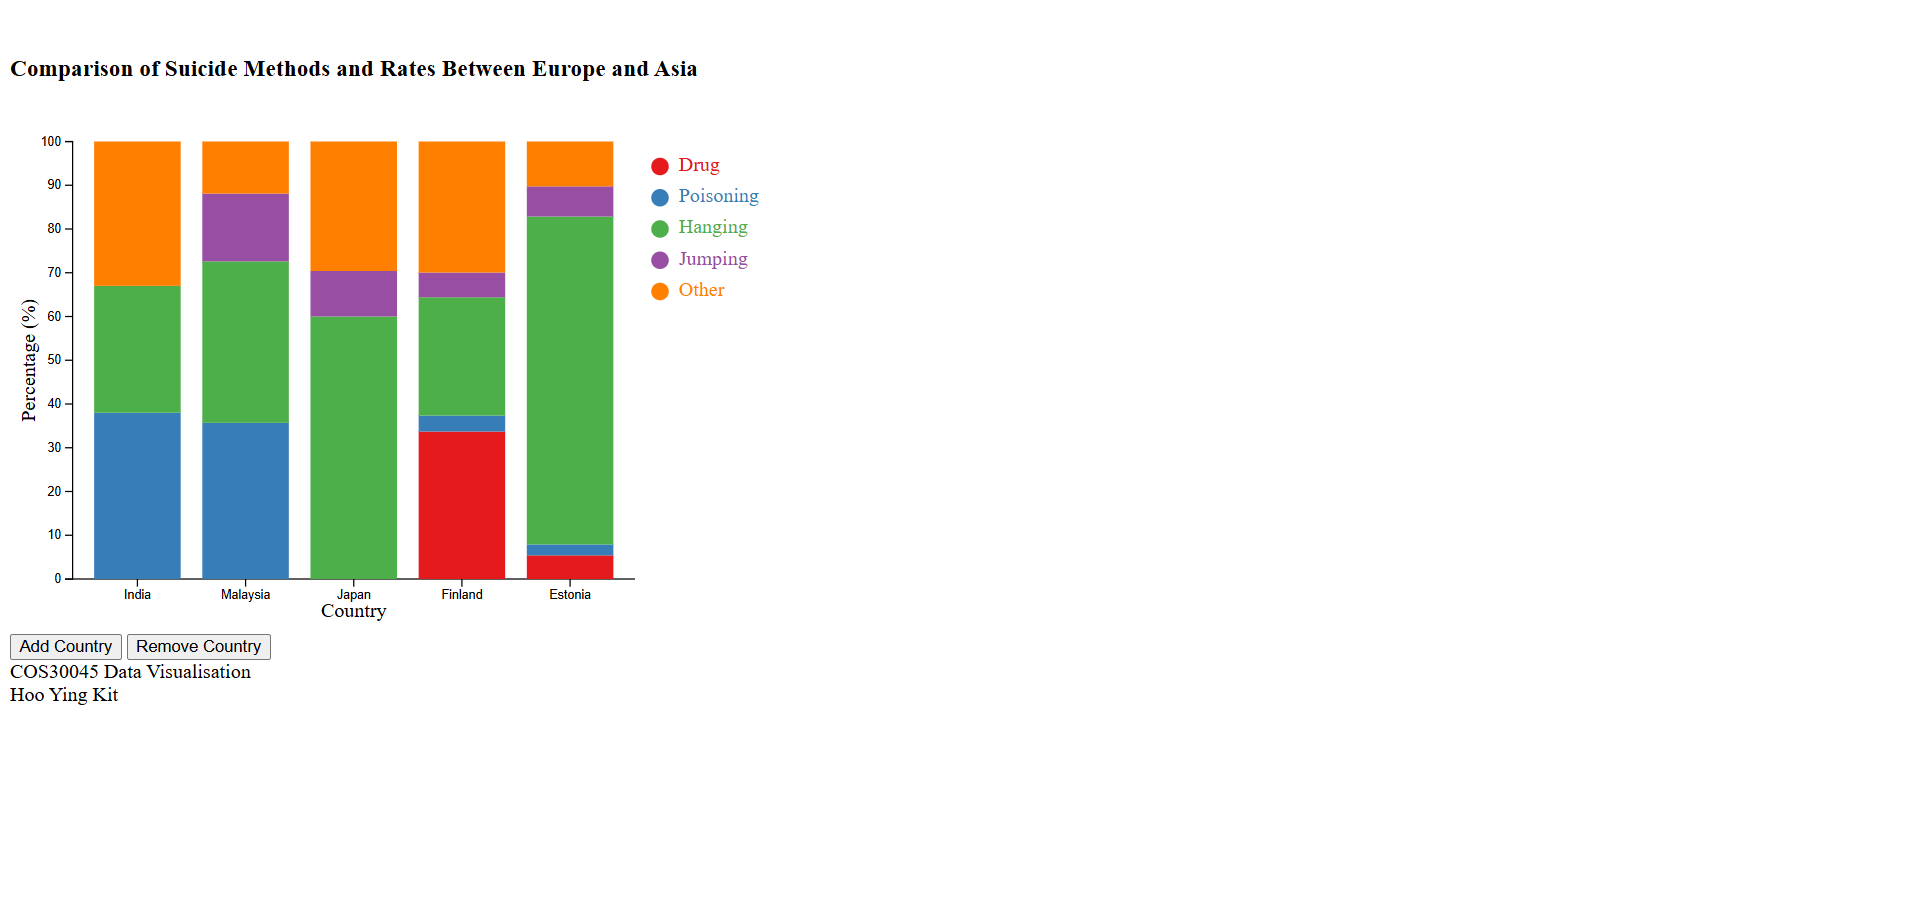 Comparison of Suicide Methods and Rates Between Europe and Asia
100
90
80
70
60
50
40
30
20
10
0
Percentage (%)
India Malaysia Japan Finland Estonia
Country
Drug
Poisoning
Hanging
Jumping
Other
Add Country Remove Country
COS30045 Data Visualisation
Hoo Ying Kit